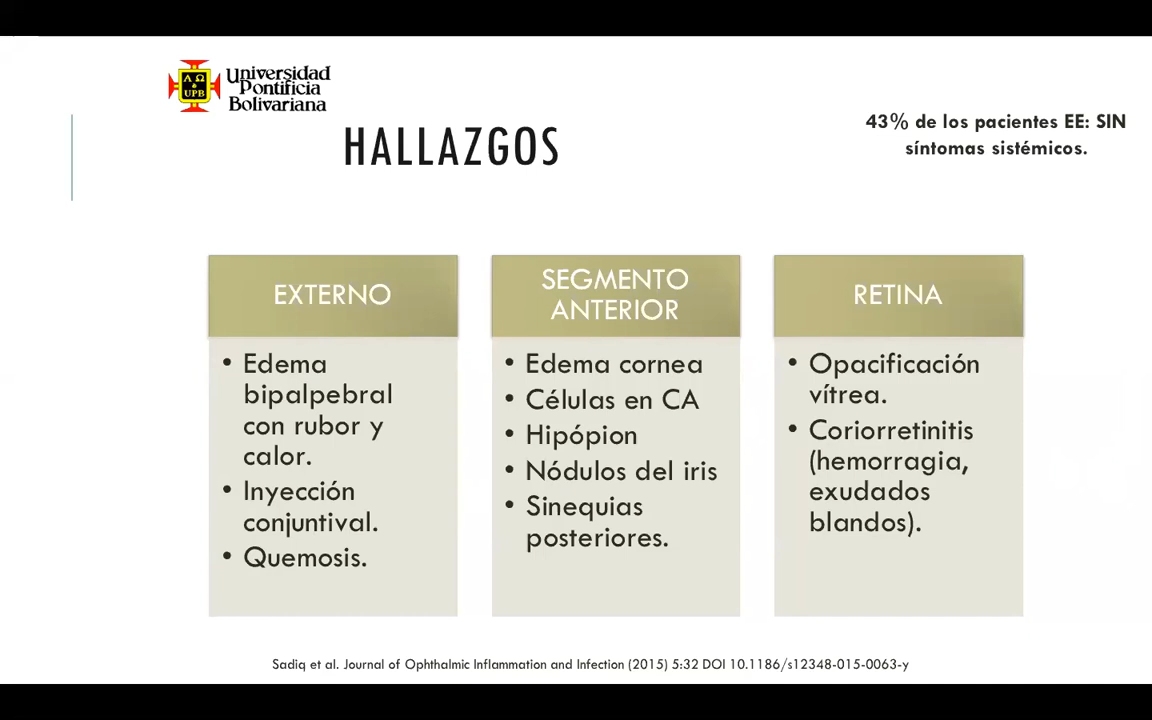 Universidad
Pontificia
Bolivariana
ΑΩ
UPB
HALLAZGOS
43% de los pacientes EE: SIN
síntomas sistémicos.
EXTERNO
• Edema
bipalpebral
con rubor y
calor.
• Inyección
conjuntival.
• Quemosis.
SEGMENTO
ANTERIOR
• Edema cornea
• Células en CA
• Hipópion
• Nódulos del iris
• Sinequias
posteriores.
RETINA
• Opacificación
vítrea.
• Coriorretinitis
(hemorragia,
exudados
blandos).
Sadiq et al. Journal of Ophthalmic Inflammation and Infection (2015) 5:32 DOI 10.1186/s12348-015-0063-y